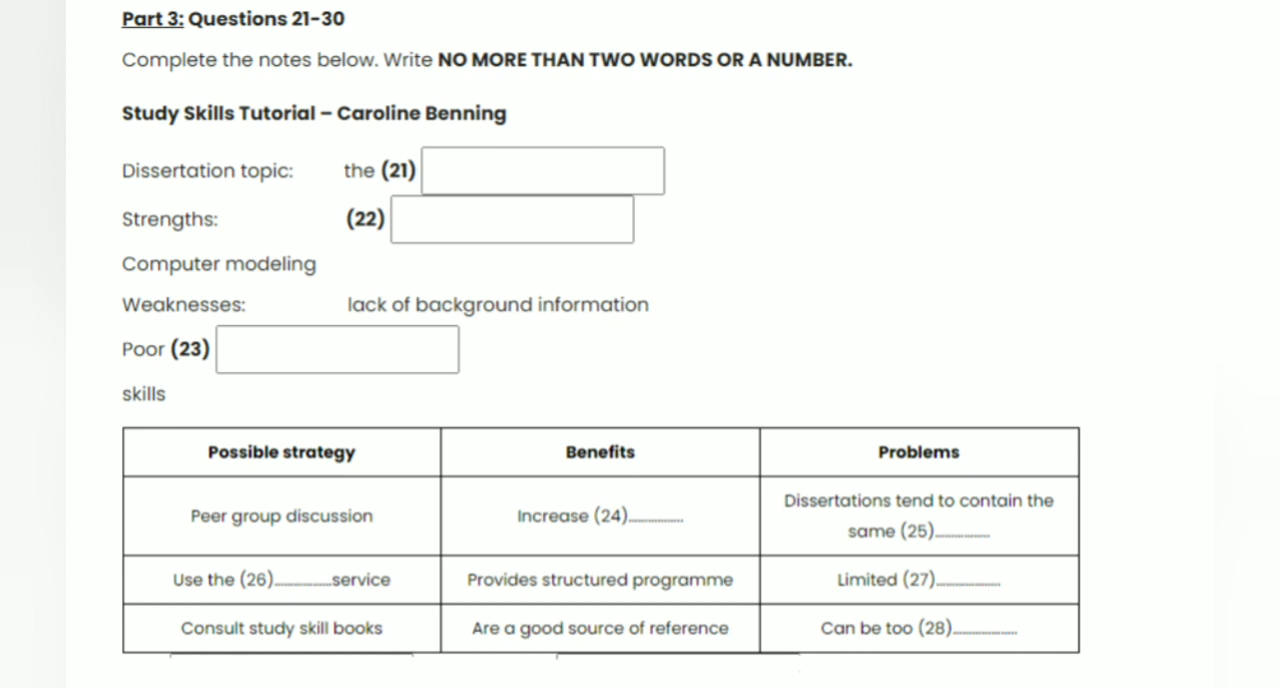 Part 3: Questions 21-30
Complete the notes below. Write NO MORE THAN TWO WORDS OR A NUMBER.
Study Skills Tutorial – Caroline Benning
Dissertation topic: the (21)
Strengths: (22)
Computer modeling
Weaknesses: lack of background information
Poor (23)
skills
Possible strategy Benefits Problems
Peer group discussion Increase (24).................. Dissertations tend to contain the
same (25)..................
Use the (26)..................service Provides structured programme Limited (27)..................
Consult study skill books Are a good source of reference Can be too (28)..................